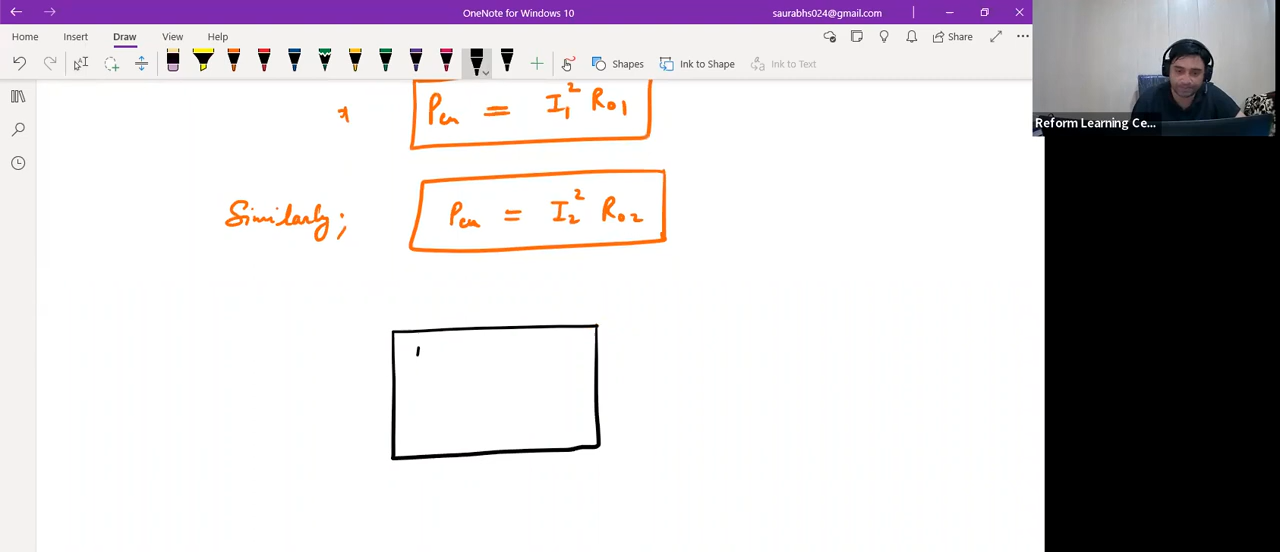 OneNote for Windows 10
saurabhs024@gmail.com
Home Insert Draw View Help
Share
Shapes
Ink to Shape
Ink to Text
Reform Learning Ce...
* Pcu = I₁² R₀₁
Similarly; Pcu = I₂² R₀₂